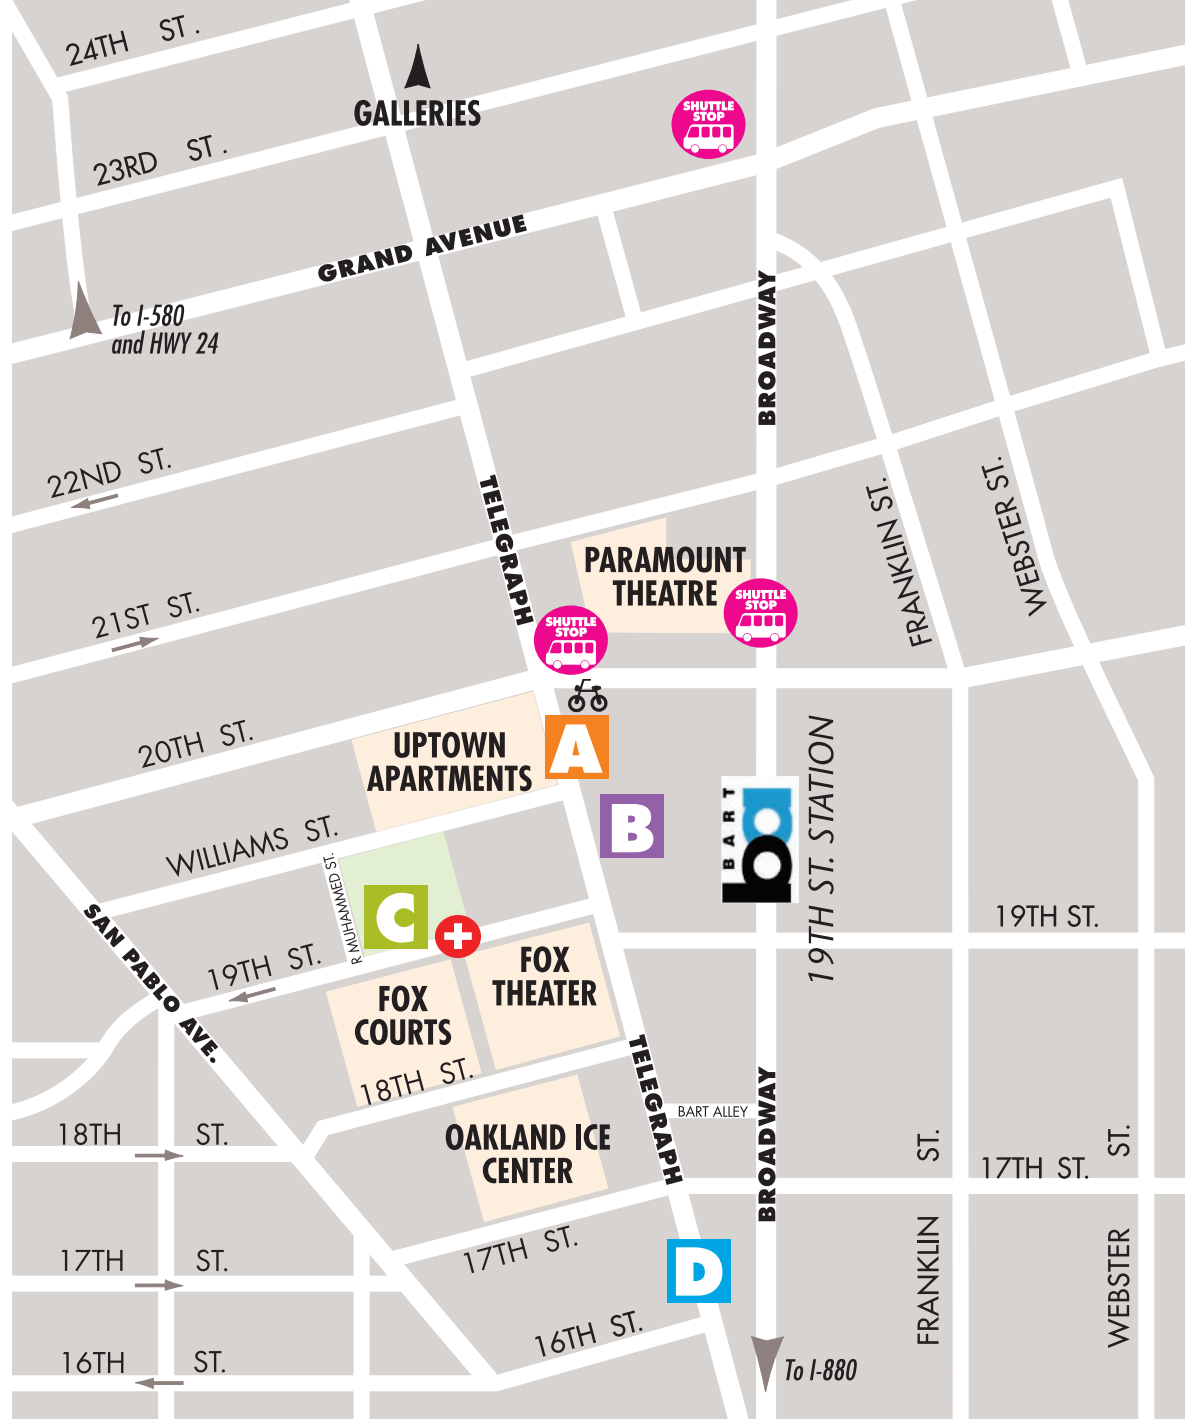 24TH ST.
GALLERIES
SHUTTLE
STOP
23RD ST.
GRAND AVENUE
To I-580
and HWY 24
BROADWAY
22ND ST.
TELEGRAPH
FRANKLIN ST.
WEBSTER ST.
PARAMOUNT
THEATRE
SHUTTLE
STOP
SHUTTLE
STOP
21ST ST.
20TH ST.
UPTOWN
APARTMENTS
A
B
BART
ba
19TH ST. STATION
WILLIAMS ST.
R MUHAMMED ST.
C
SAN PABLO AVE.
19TH ST.
19TH ST.
FOX
THEATER
FOX
COURTS
18TH ST.
TELEGRAPH
BART ALLEY
BROADWAY
18TH ST.
OAKLAND ICE
CENTER
FRANKLIN ST.
17TH ST.
WEBSTER ST.
17TH ST.
17TH ST.
D
16TH ST.
16TH ST.
To I-880